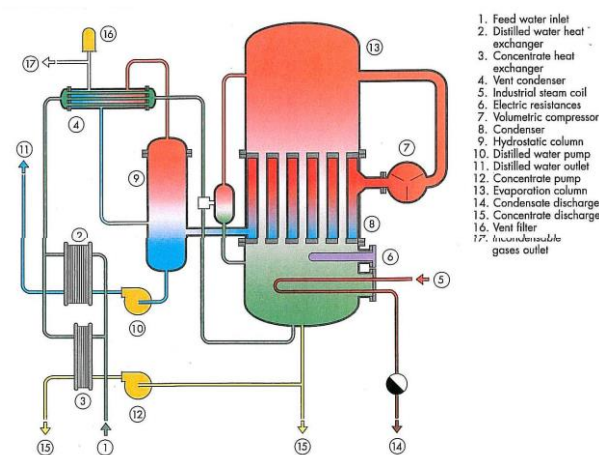 16
13
17
4
7
11
9
2
8
6
5
10
3
12
15
1
15
14
1. Feed water inlet
2. Distilled water heat
exchanger
3. Concentrate heat
exchanger
4. Vent condenser
5. Industrial steam coil
6. Electric resistances
7. Volumetric compressor
8. Condenser
9. Hydrostatic column
10. Distilled water pump
11. Distilled water outlet
12. Concentrate pump
13. Evaporation column
14. Condensate discharge
15. Concentrate discharge
16. Vent filter
17. Incondensable
gases outlet